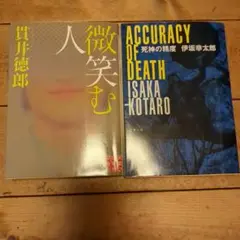 微笑む
人
貫井徳郎
ACCURACY
OF
DEATH
死神の精度 伊坂幸太郎
ISAKA
KOTARO